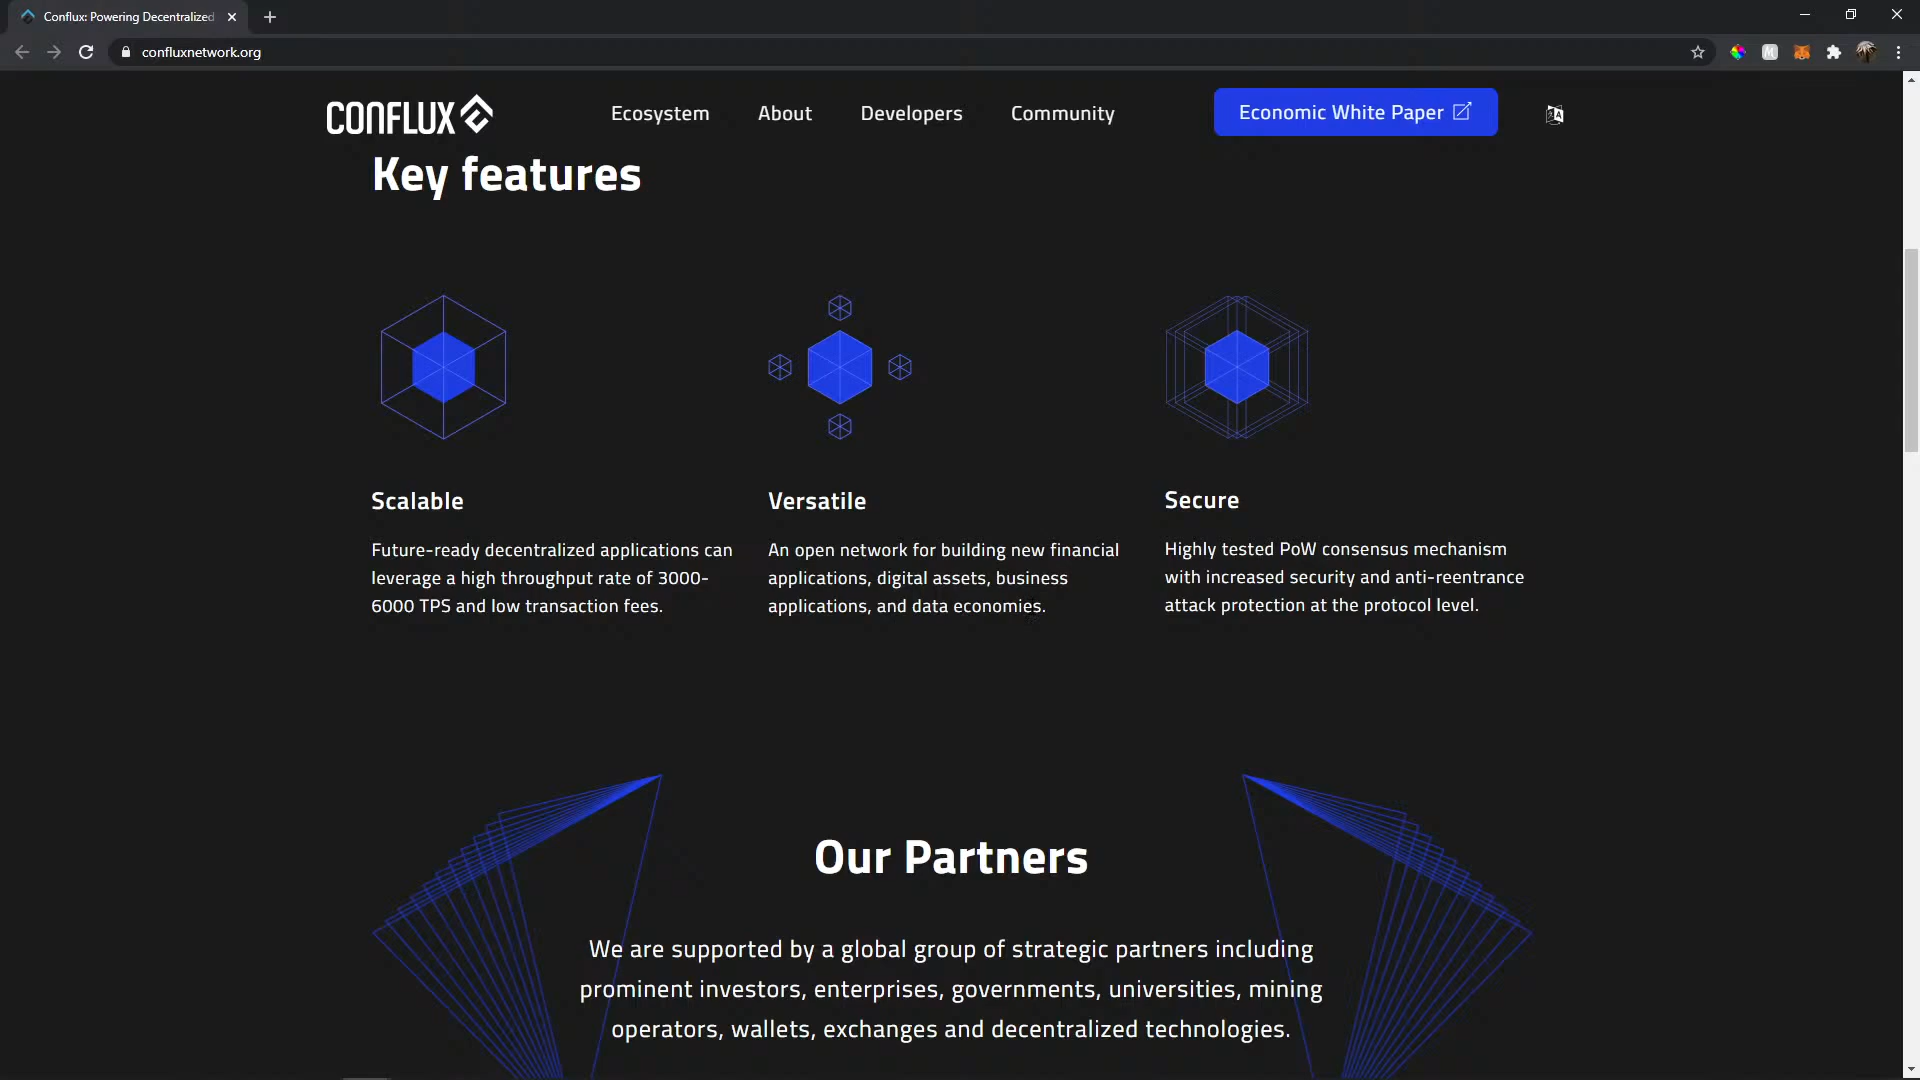 Conflux: Powering Decentralized
confluxnetwork.org
CONFLUX
Ecosystem
About
Developers
Community
Economic White Paper
Key features
Scalable
Future-ready decentralized applications can
leverage a high throughput rate of 3000-
6000 TPS and low transaction fees.
Versatile
An open network for building new financial
applications, digital assets, business
applications, and data economies.
Secure
Highly tested PoW consensus mechanism
with increased security and anti-reentrance
attack protection at the protocol level.
Our Partners
We are supported by a global group of strategic partners including
prominent investors, enterprises, governments, universities, mining
operators, wallets, exchanges and decentralized technologies.